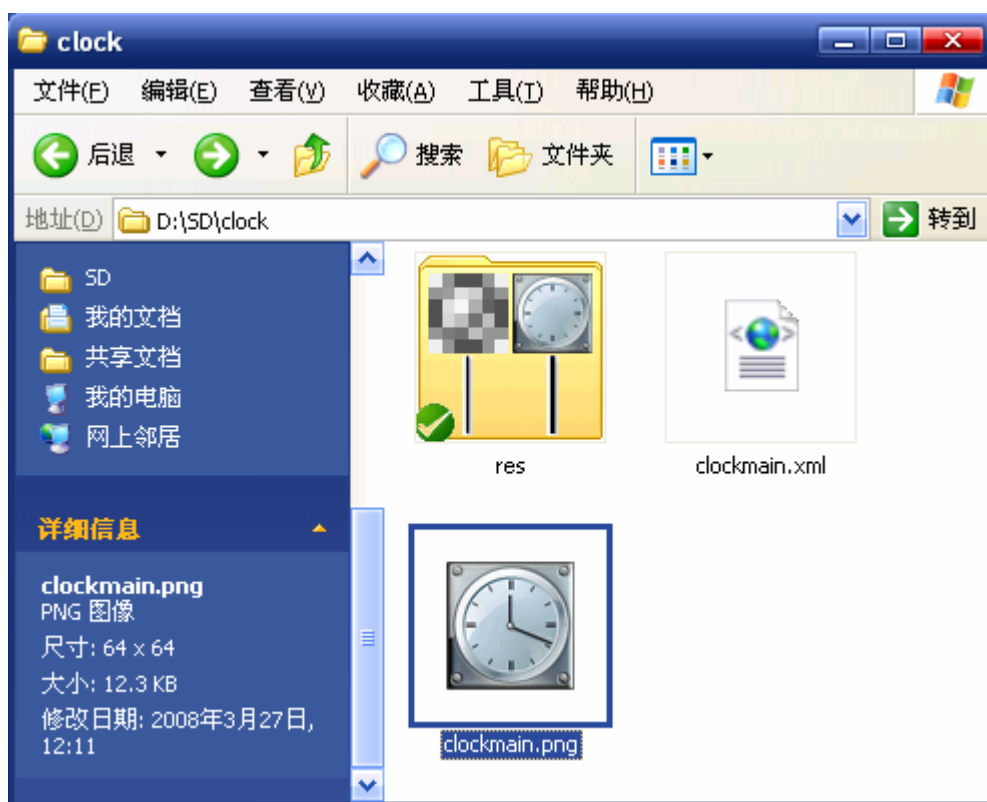 clock
文件(F) 编辑(E) 查看(V) 收藏(A) 工具(T) 帮助(H)
后退 搜索 文件夹
地址(D) D:\SD\clock 转到
SD
我的文档
共享文档
我的电脑
网上邻居
详细信息
clockmain.png
PNG 图像
尺寸: 64 x 64
大小: 12.3 KB
修改日期: 2008年3月27日,
12:11
res
clockmain.xml
clockmain.png